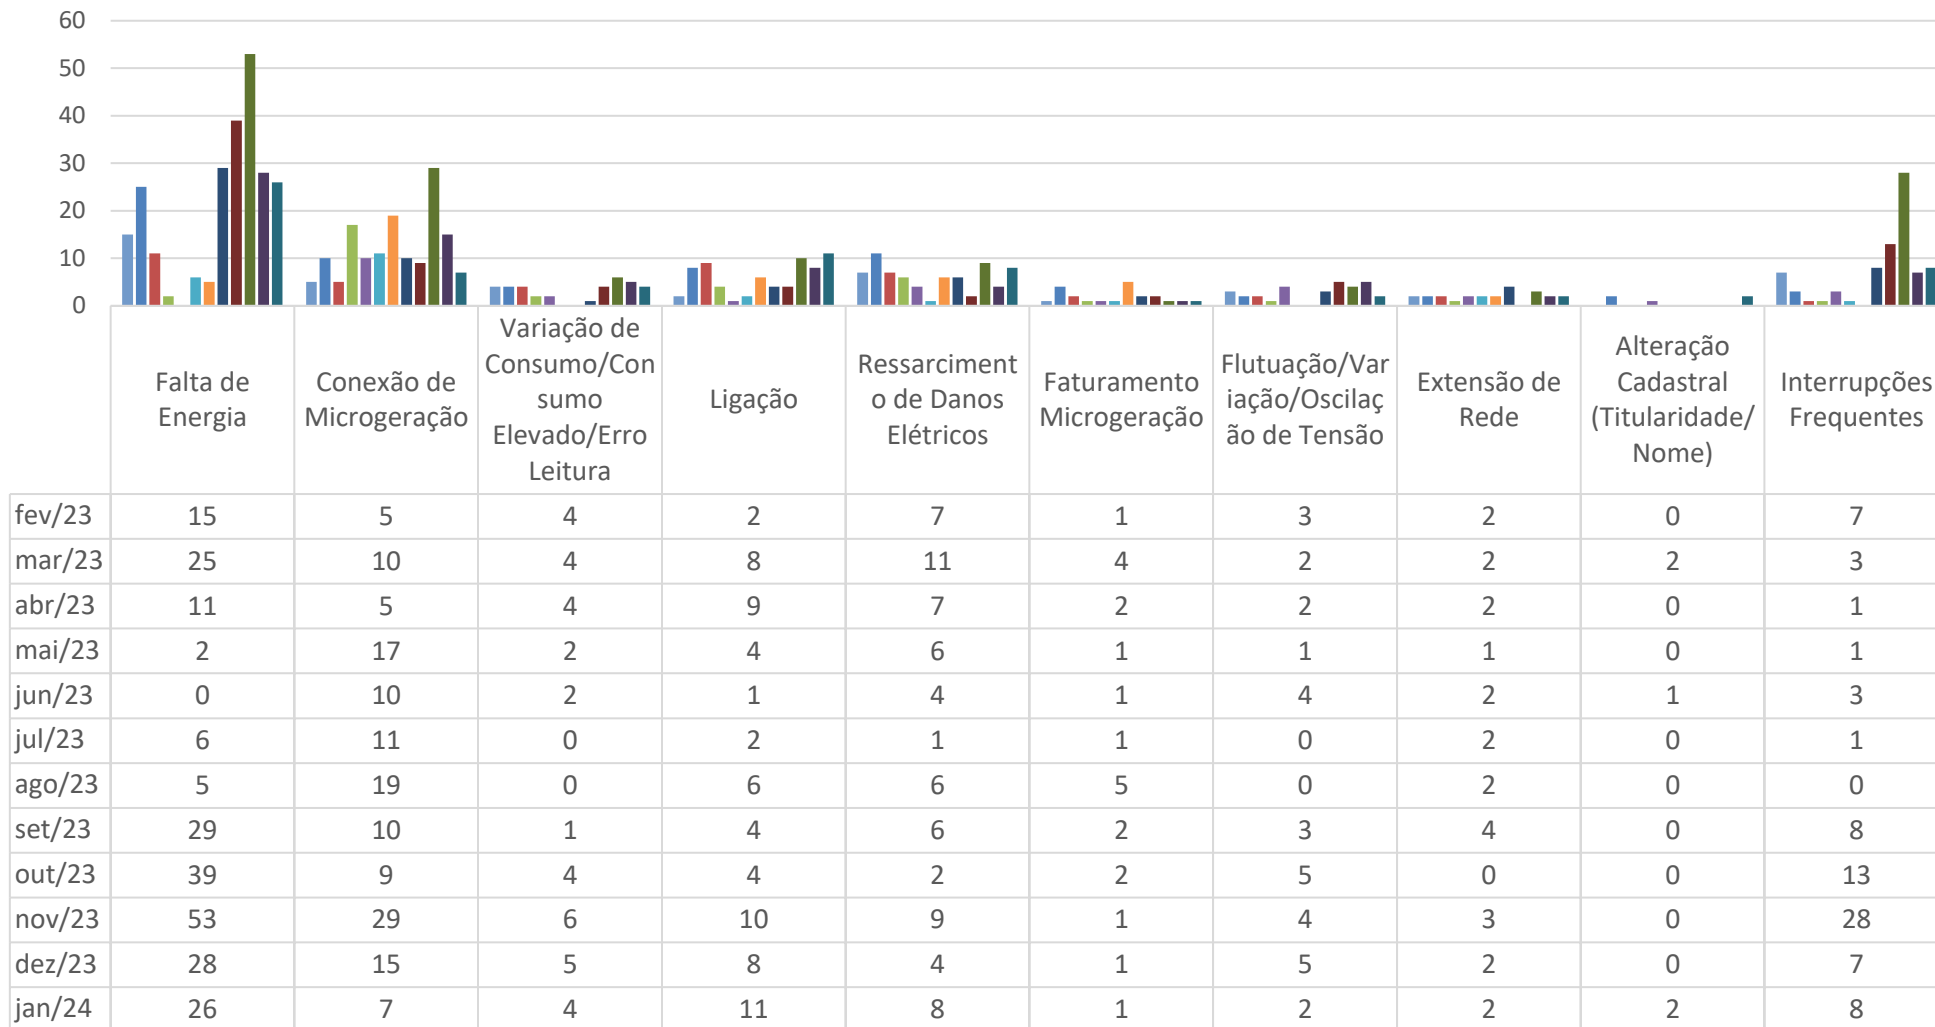 60
50
40
30
20
10
0
Falta de
Energia
Conexão de
Microgeração
Variação de
Consumo/Con
sumo
Elevado/Erro
Leitura
Ligação
Ressarciment
o de Danos
Elétricos
Faturamento
Microgeração
Flutuação/Var
iação/Oscilaç
ão de Tensão
Extensão de
Rede
Alteração
Cadastral
(Titularidade/
Nome)
Interrupções
Frequentes
fev/23 15 5 4 2 7 1 3 2 0 7
mar/23 25 10 4 8 11 4 2 2 2 3
abr/23 11 5 4 9 7 2 2 2 0 1
mai/23 2 17 2 4 6 1 1 1 0 1
jun/23 0 10 2 1 4 1 4 2 1 3
jul/23 6 11 0 2 1 1 0 2 0 1
ago/23 5 19 0 6 6 5 0 2 0 0
set/23 29 10 1 4 6 2 3 4 0 8
out/23 39 9 4 4 2 2 5 0 0 13
nov/23 53 29 6 10 9 1 4 3 0 28
dez/23 28 15 5 8 4 1 5 2 0 7
jan/24 26 7 4 11 8 1 2 2 2 8